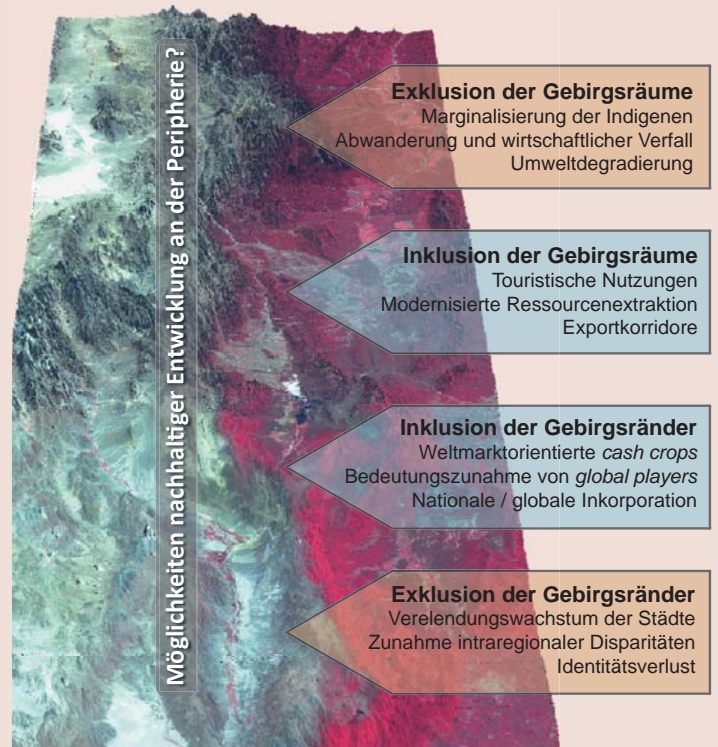 Möglichkeiten nachhaltiger Entwicklung an der Peripherie?
Exklusion der Gebirgsräume
Marginalisierung der Indigenen
Abwanderung und wirtschaftlicher Verfall
Umweltdegradierung
Inklusion der Gebirgsräume
Touristische Nutzungen
Modernisierte Ressourcenextraktion
Exportkorridore
Inklusion der Gebirgsränder
Weltmarktorientierte cash crops
Bedeutungszunahme von global players
Nationale / globale Inkorporation
Exklusion der Gebirgsränder
Verelendungswachstum der Städte
Zunahme intraregionaler Disparitäten
Identitätsverlust